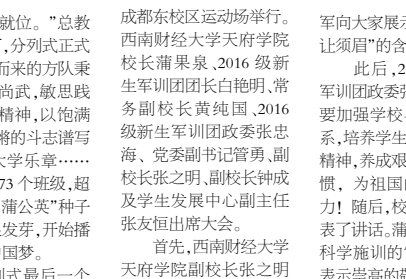 就位。”总教
,分列式正式
而来的方队秉
尚武,敏思践
精神,以饱满
将的斗志谱写
大学乐章……
73个班级,超
蒲公英”种子
发芽,开始播
国梦。
列式最后一个
成都东校区运动场举行。
西南财经大学天府学院
校长蒲果泉、2016 级新
生军训团团长白艳明、常
务副校长黄纯国、2016
级新生军训团政委张忠
海、党委副书记管勇、副
校长张之明、副校长钟成
及学生发展中心副主任
张友恒出席大会。
首先,西南财经大学
天府学院副校长张之明
军向大家展示
让须眉”的含
此后,2
军训团政委张
要加强学校
系,培养学生
精神,养成艰
惯,为祖国
力!随后,校
表了讲话。蒲
科学施训的“
表示崇高的敬